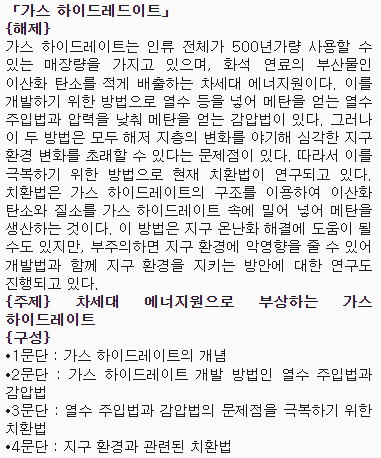 「가스 하이드레드이트」
{해제}
가스 하이드레이트는 인류 전체가 500년가량 사용할 수
있는 매장량을 가지고 있으며, 화석 연료의 부산물인
이산화 탄소를 적게 배출하는 차세대 에너지원이다. 이를
개발하기 위한 방법으로 열수 등을 넣어 메탄을 얻는 열수
주입법과 압력을 낮춰 메탄을 얻는 감압법이 있다. 그러나
이 두 방법은 모두 해저 지층의 변화를 야기해 심각한 지구
환경 변화를 초래할 수 있다는 문제점이 있다. 따라서 이를
극복하기 위한 방법으로 현재 치환법이 연구되고 있다.
치환법은 가스 하이드레이트의 구조를 이용하여 이산화
탄소와 질소를 가스 하이드레이트 속에 밀어 넣어 메탄을
생산하는 것이다. 이 방법은 지구 온난화 해결에 도움이 될
수도 있지만, 부주의하면 지구 환경에 악영향을 줄 수 있어
개발법과 함께 지구 환경을 지키는 방안에 대한 연구도
진행되고 있다.
{주제} 차세대 에너지원으로 부상하는 가스
하이드레이트
{구성}
•1문단 : 가스 하이드레이트의 개념
•2문단 : 가스 하이드레이트 개발 방법인 열수 주입법과
감압법
•3문단 : 열수 주입법과 감압법의 문제점을 극복하기 위한
치환법
•4문단 : 지구 환경과 관련된 치환법